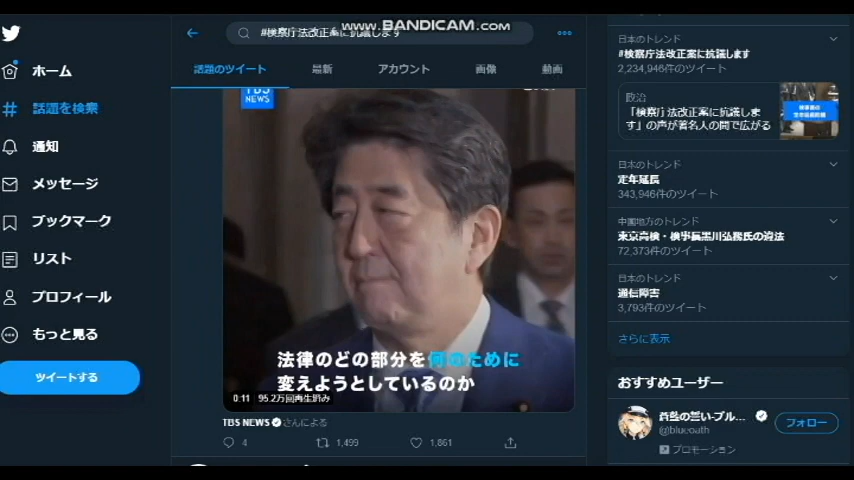 www.BANDICAM.com
#検察庁法改正案に抗議します
ホーム
話題を検索
通知
メッセージ
ブックマーク
リスト
プロフィール
もっと見る
ツイートする
話題のツイート
最新
アカウント
画像
動画
TBS NEWS
法律のどの部分を何のために
変えようとしているのか
0:11 95.2万回再生済み
TBS NEWS さんによる
4
1,499
1,861
日本のトレンド
#検察庁法改正案に抗議します
2,234,946件のツイート
政治
「検察庁法改正案に抗議しま
す」の声が著名人の間で広がる
日本のトレンド
定年延長
343,946件のツイート
中国地方のトレンド
東京高検・検事長黒川弘務氏の違法
72,373件のツイート
日本のトレンド
通信障害
3,793件のツイート
さらに表示
おすすめユーザー
蒼藍の誓い-ブル...
@blueoath
フォロー
プロモーション